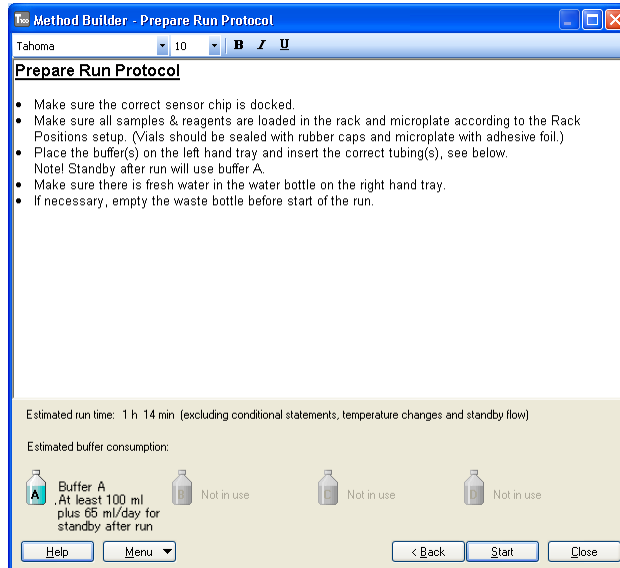 T100 Method Builder - Prepare Run Protocol
Tahoma 10 B I U
Prepare Run Protocol
• Make sure the correct sensor chip is docked.
• Make sure all samples & reagents are loaded in the rack and microplate according to the Rack
Positions setup. (Vials should be sealed with rubber caps and microplate with adhesive foil.)
• Place the buffer(s) on the left hand tray and insert the correct tubing(s), see below.
Note! Standby after run will use buffer A.
• Make sure there is fresh water in the water bottle on the right hand tray.
• If necessary, empty the waste bottle before start of the run.
Estimated run time: 1 h 14 min (excluding conditional statements, temperature changes and standby flow)
Estimated buffer consumption:
A
Buffer A
.At least 100 ml
plus 65 ml/day for
standby after run
B Not in use
C Not in use
D Not in use
Help Menu < Back Start Close